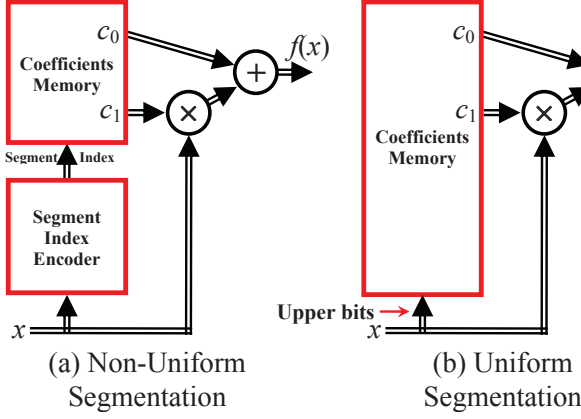 Coefficients
Memory
c0
c1
f(x)
+
×
Segment Index
Segment
Index
Encoder
x
(a) Non-Uniform
Segmentation
Coefficients
Memory
c0
c1
×
Upper bits
x
(b) Uniform
Segmentation